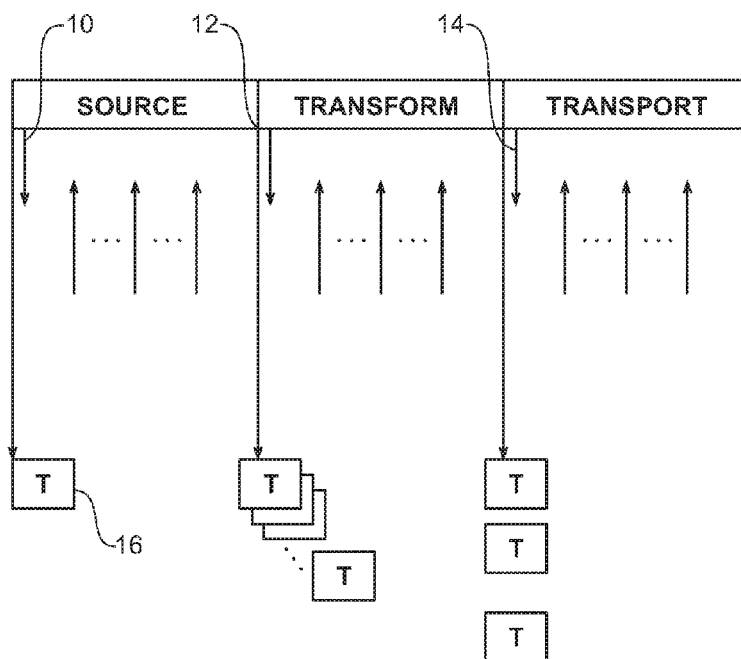 10 12 14
SOURCE TRANSFORM TRANSPORT
... ... ... ... ... ...
T T T
16
T
... T
T